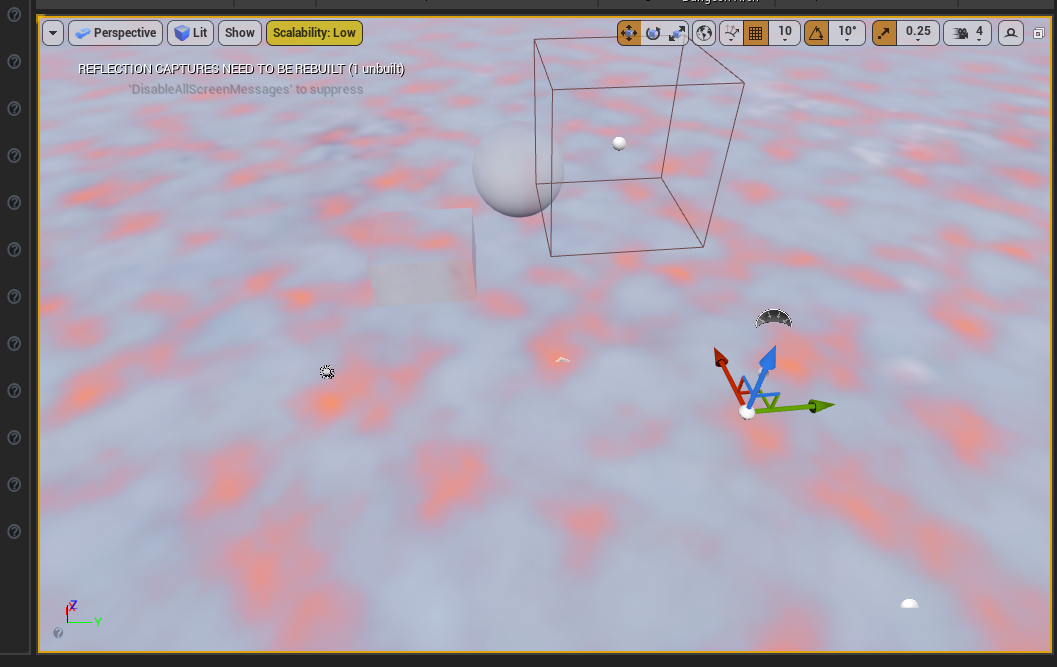 Perspective Lit Show Scalability: Low 10 10° 0.25 4
REFLECTION CAPTURES NEED TO BE REBUILT (1 unbuilt)
'DisableAllScreenMessages' to suppress
Z
Y